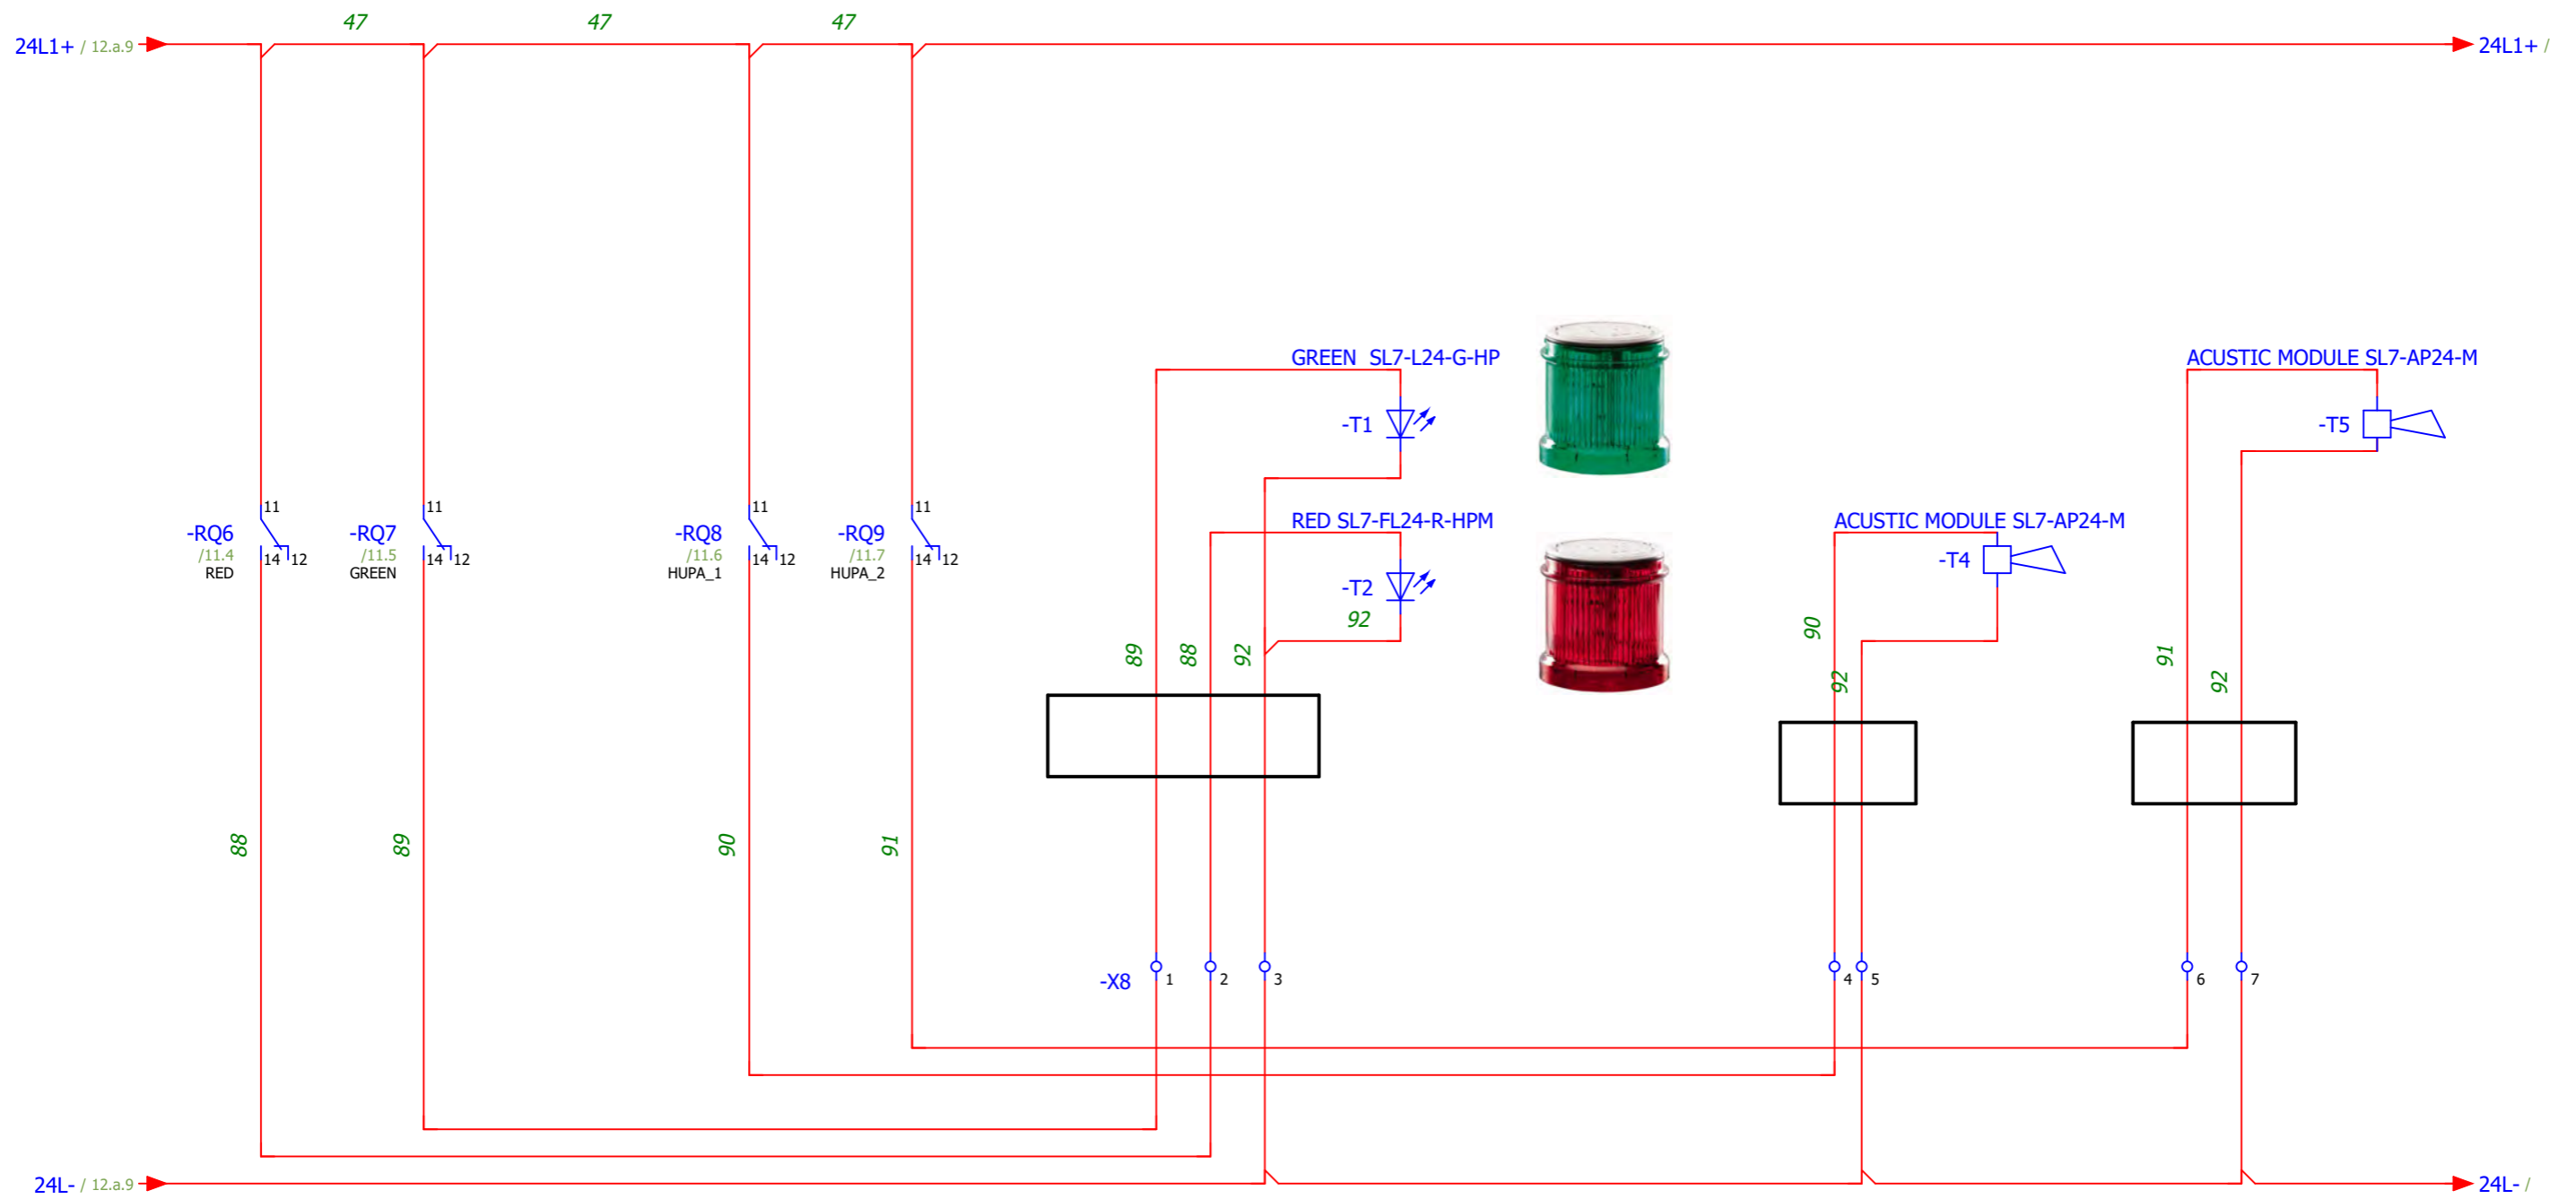 47 47 47
24L1+ / 12.a.9
24L1+ /
GREEN SL7-L24-G-HP
ACUSTIC MODULE SL7-AP24-M
-T1
-T5
11 11 11 11
-RQ6 -RQ7 -RQ8 -RQ9
/11.4 /11.5 /11.6 /11.7
RED GREEN HUPA_1 HUPA_2
14 12 14 12 14 12 14 12
RED SL7-FL24-R-HPM
ACUSTIC MODULE SL7-AP24-M
-T2
-T4
92
89 88 92
90 92
91 92
88 89 90 91
-X8 1 2 3 4 5 6 7
24L- / 12.a.9
24L- /